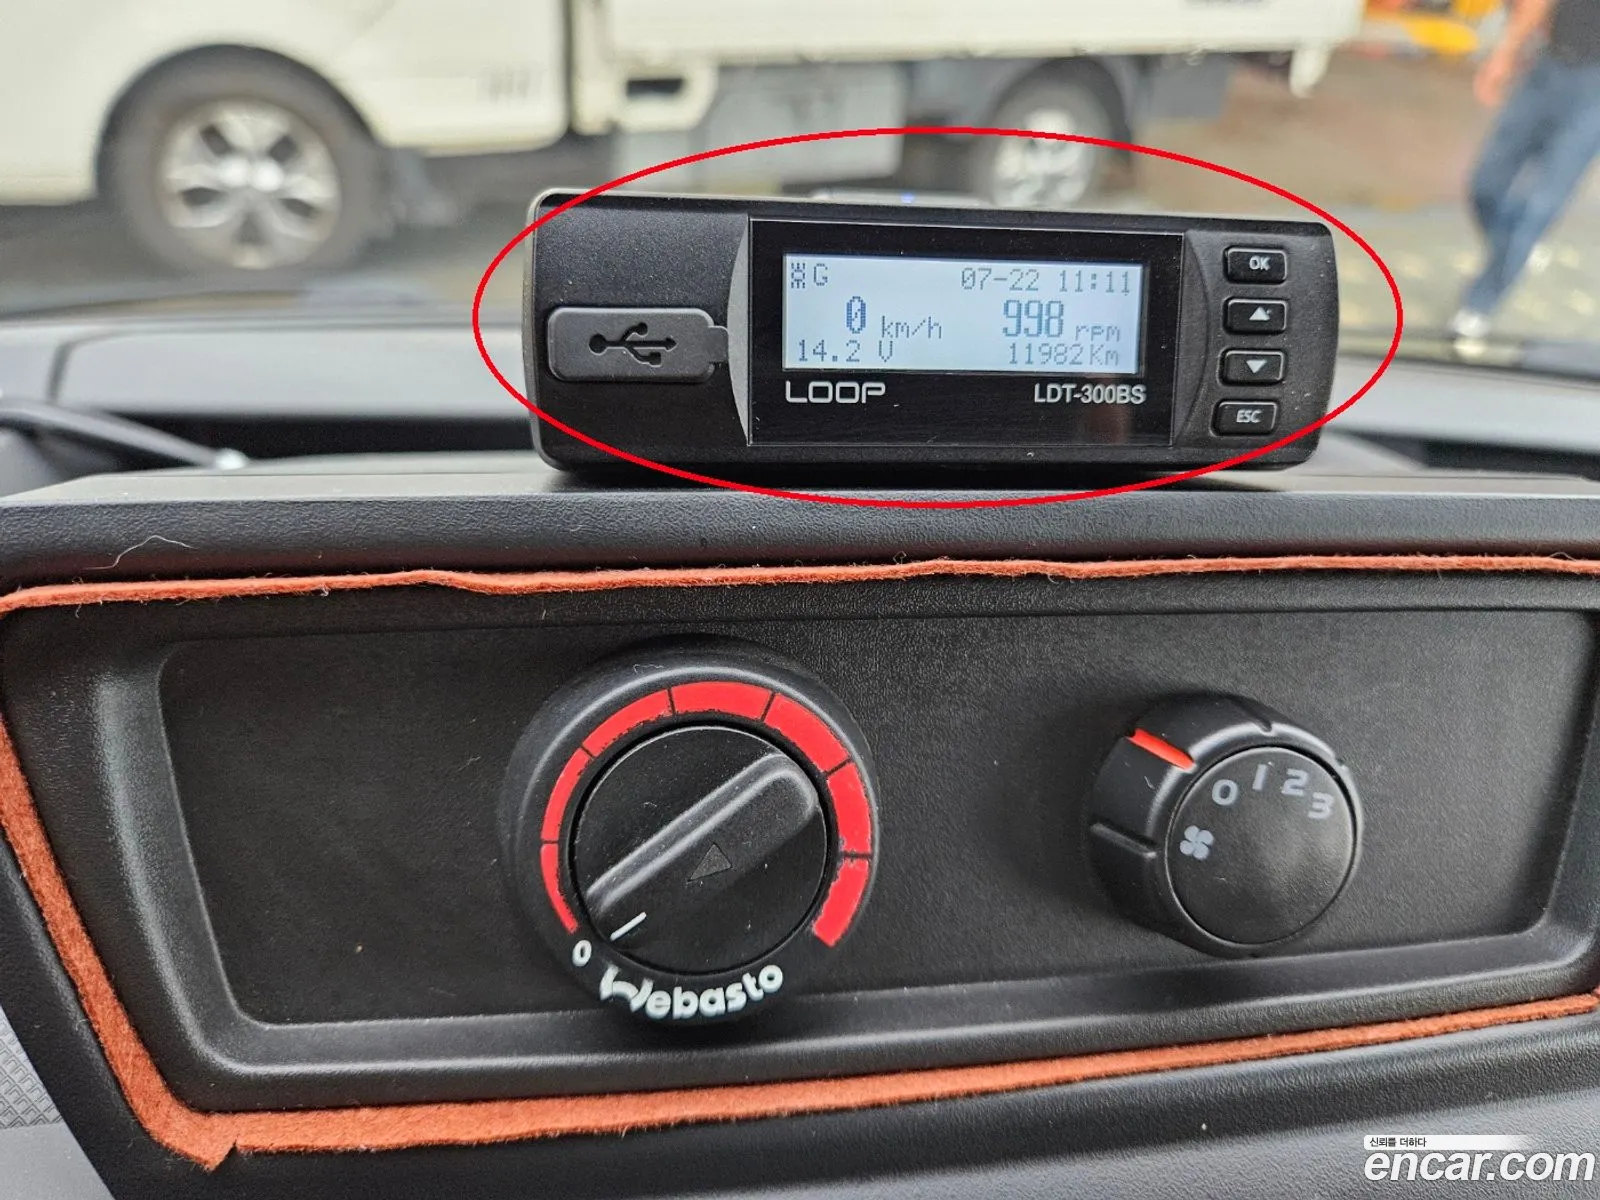 G 07-22 11:11
0 km/h 998 rpm
14.2 V 11982 Km
LOOP LDT-300BS
OK
ESC
0 1 2 3
0
Webasto
신뢰를 더하다
encar.com